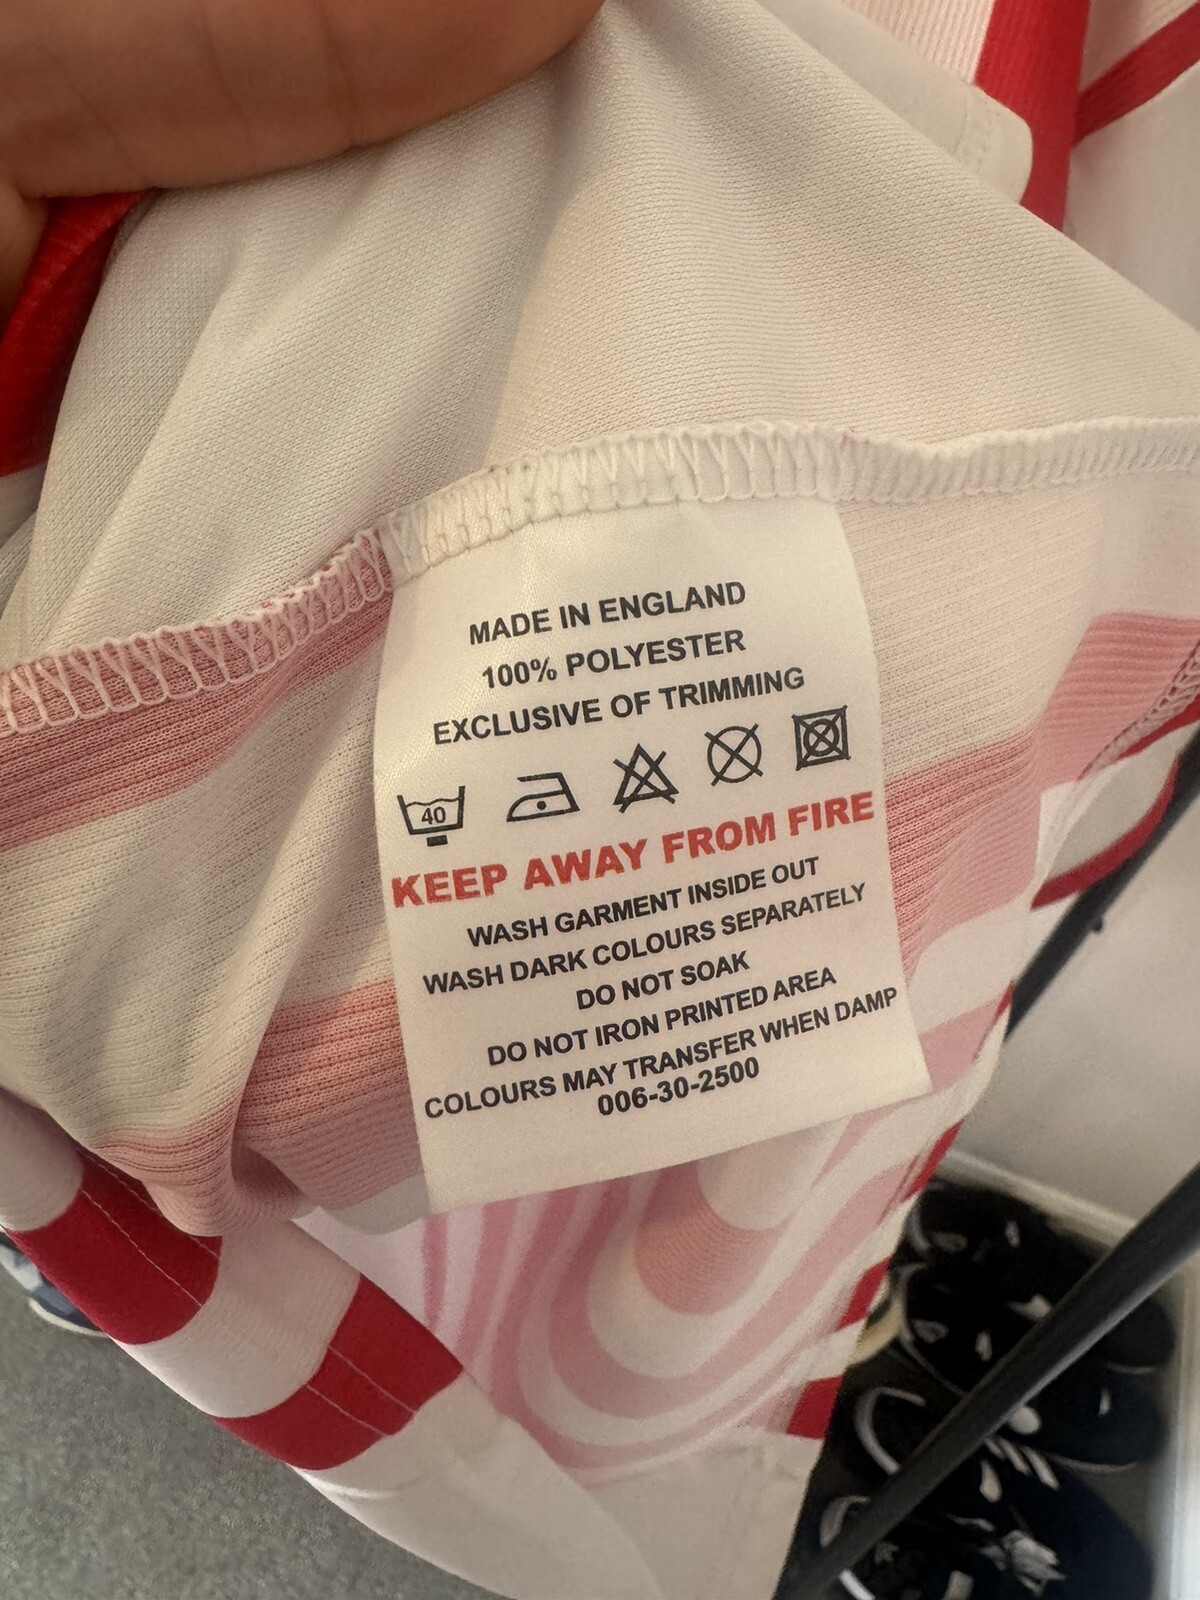 MADE IN ENGLAND
100% POLYESTER
EXCLUSIVE OF TRIMMING
40
KEEP AWAY FROM FIRE
WASH GARMENT INSIDE OUT
WASH DARK COLOURS SEPARATELY
DO NOT SOAK
DO NOT IRON PRINTED AREA
COLOURS MAY TRANSFER WHEN DAMP
006-30-2500